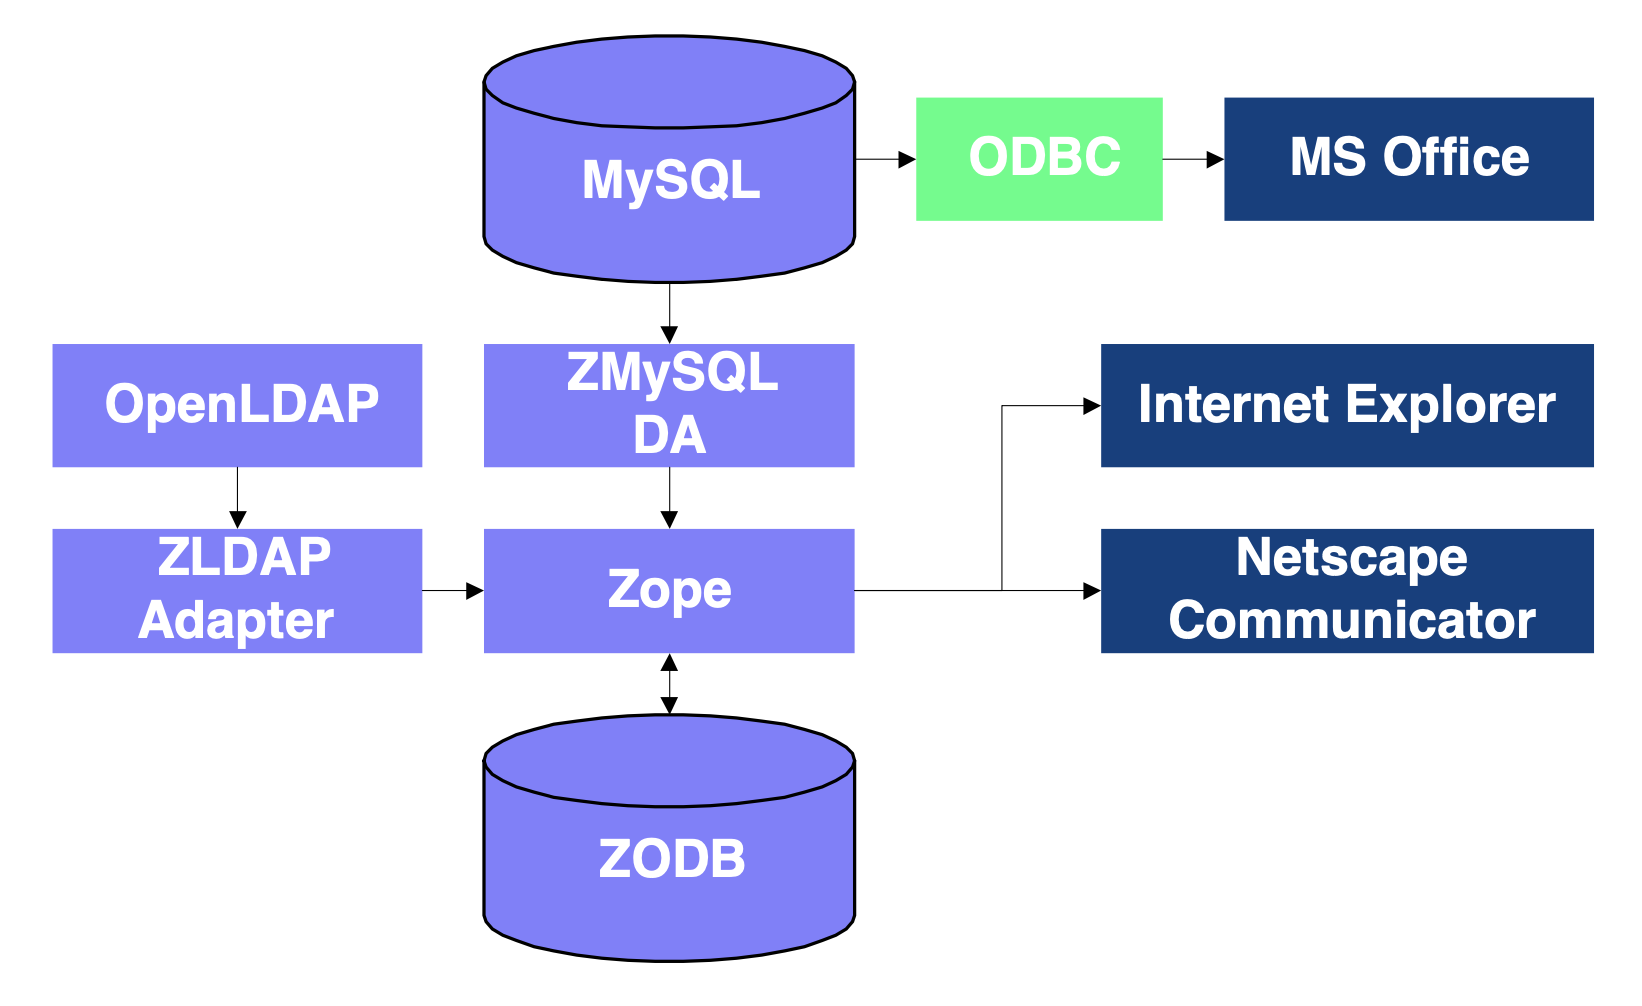 MySQL
ODBC
MS Office
OpenLDAP
ZMySQL
DA
Internet Explorer
ZLDAP
Adapter
Zope
Netscape
Communicator
ZODB